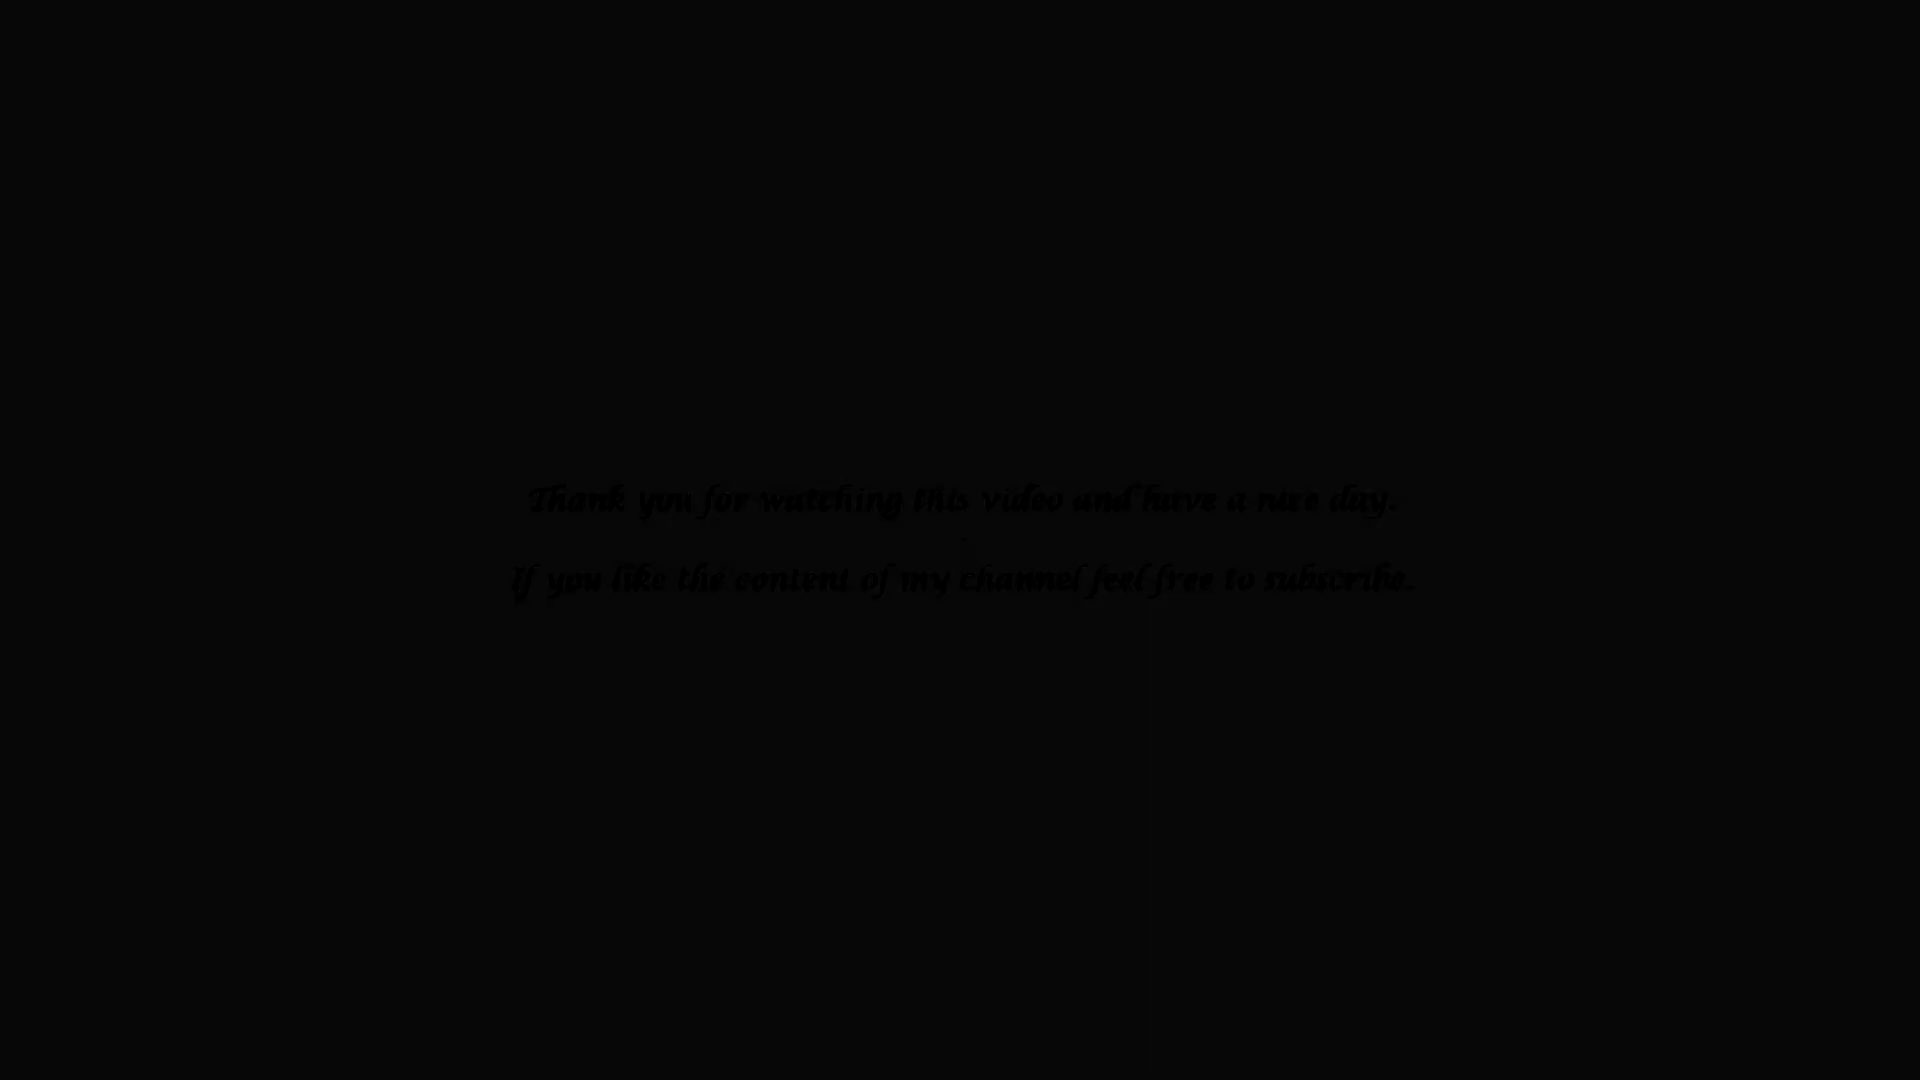 Thank you for watching this video and have a nice day.
If you like the content of my channel feel free to subscribe.